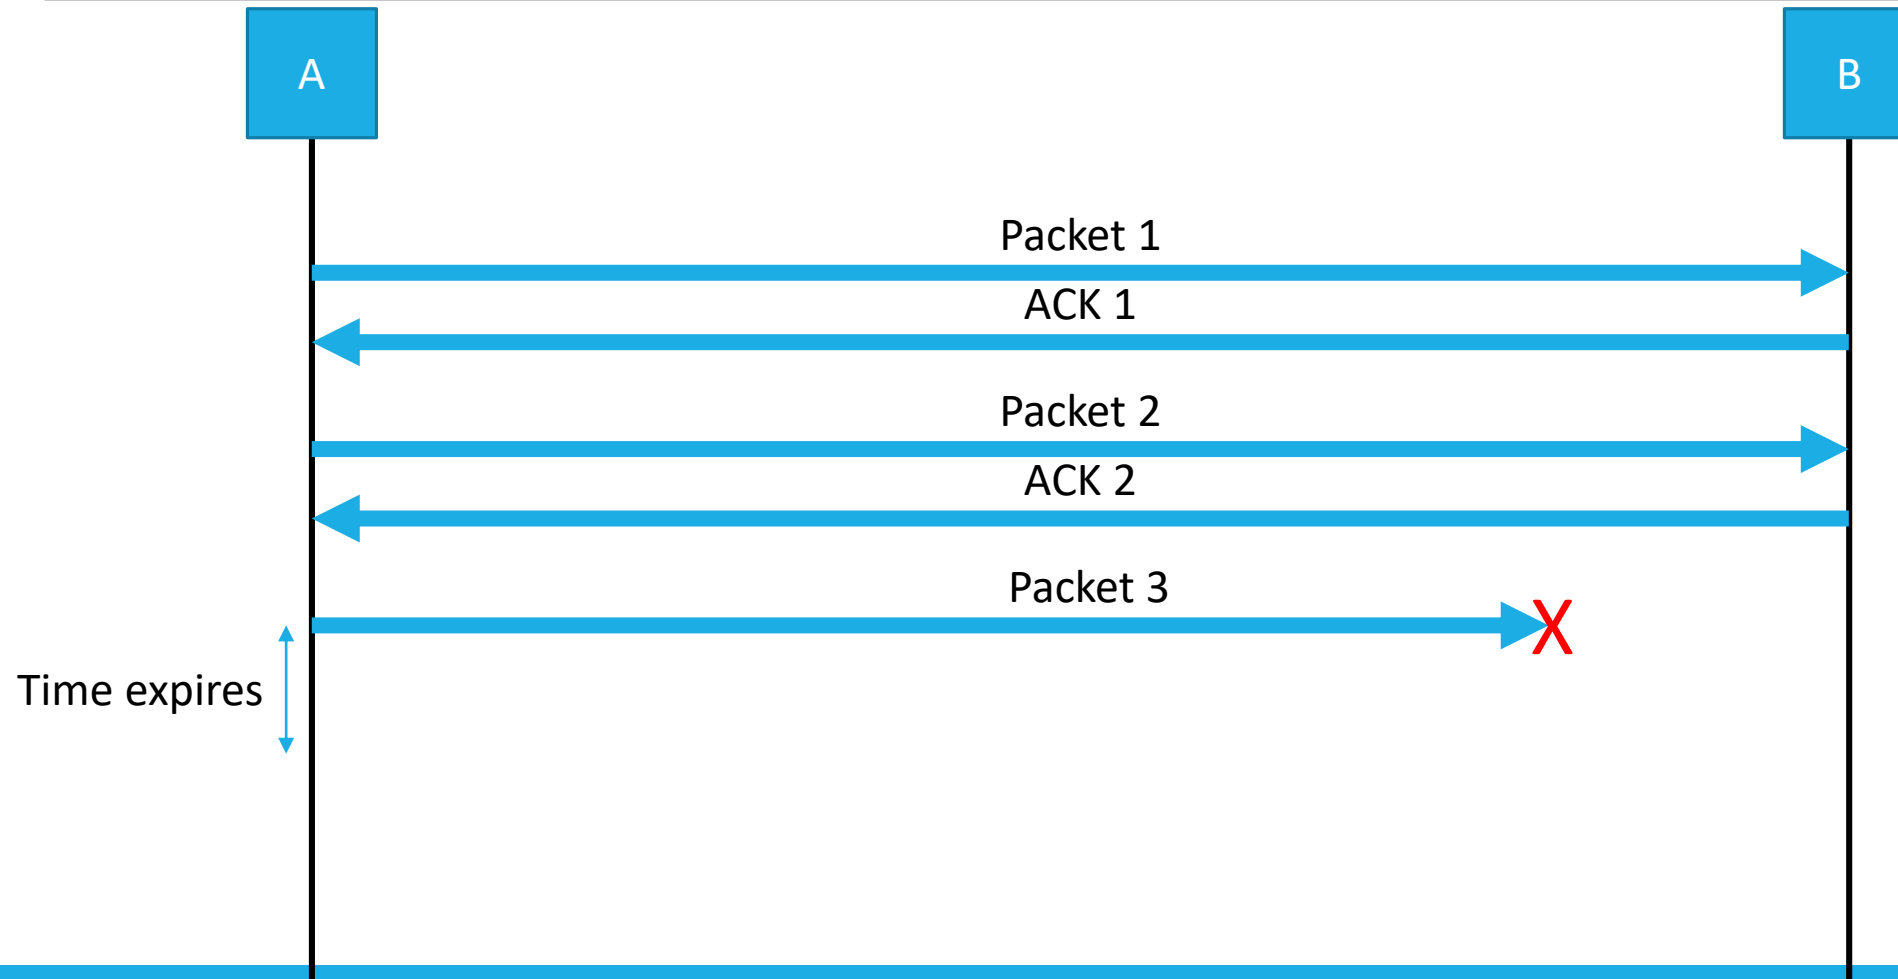 A
B
Packet 1
ACK 1
Packet 2
ACK 2
Packet 3
X
Time expires